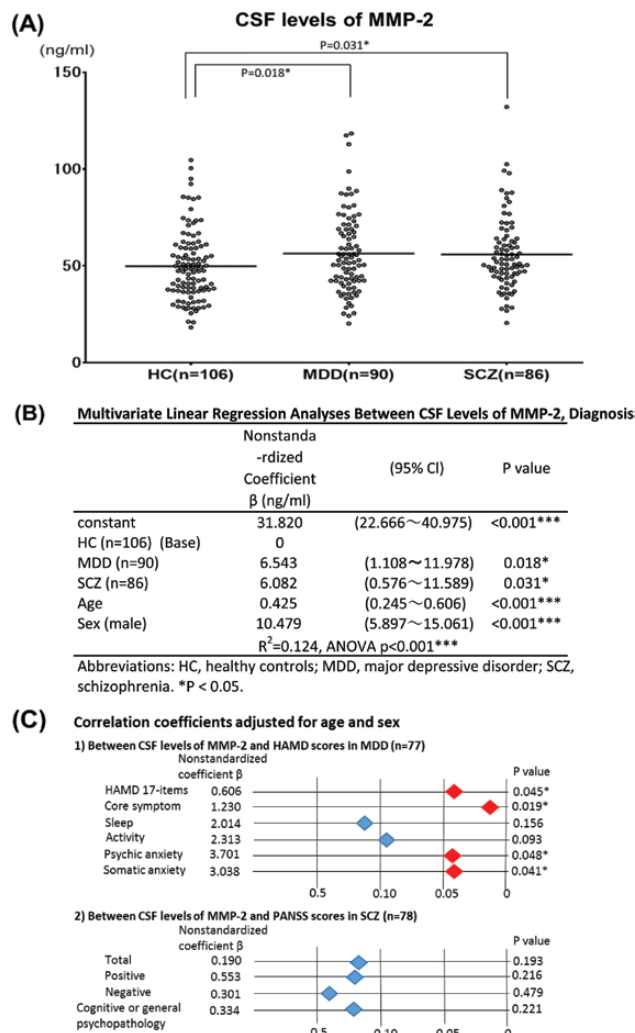 (A)
CSF levels of MMP-2
(ng/ml)
P=0.031*
P=0.018*
150
100
50
0
HC(n=106) MDD(n=90) SCZ(n=86)
(B) Multivariate Linear Regression Analyses Between CSF Levels of MMP-2, Diagnosis
Nonstanda
-rdized
Coefficient
β (ng/ml) (95% CI) P value
constant 31.820 (22.666～40.975) <0.001***
HC (n=106) (Base) 0
MDD (n=90) 6.543 (1.108～11.978) 0.018*
SCZ (n=86) 6.082 (0.576～11.589) 0.031*
Age 0.425 (0.245～0.606) <0.001***
Sex (male) 10.479 (5.897～15.061) <0.001***
R²=0.124, ANOVA p<0.001***
Abbreviations: HC, healthy controls; MDD, major depressive disorder; SCZ,
schizophrenia. *P < 0.05.
(C) Correlation coefficients adjusted for age and sex
1) Between CSF levels of MMP-2 and HAMD scores in MDD (n=77)
Nonstandardized
coefficient β P value
HAMD 17-items 0.606 0.045*
Core symptom 1.230 0.019*
Sleep 2.014 0.156
Activity 2.313 0.093
Psychic anxiety 3.701 0.048*
Somatic anxiety 3.038 0.041*
0.5 0.10 0.05 0
2) Between CSF levels of MMP-2 and PANSS scores in SCZ (n=78)
Nonstandardized
coefficient β P value
Total 0.190 0.193
Positive 0.553 0.216
Negative 0.301 0.479
Cognitive or general 0.334 0.221
psychopathology
0.5 0.10 0.05 0